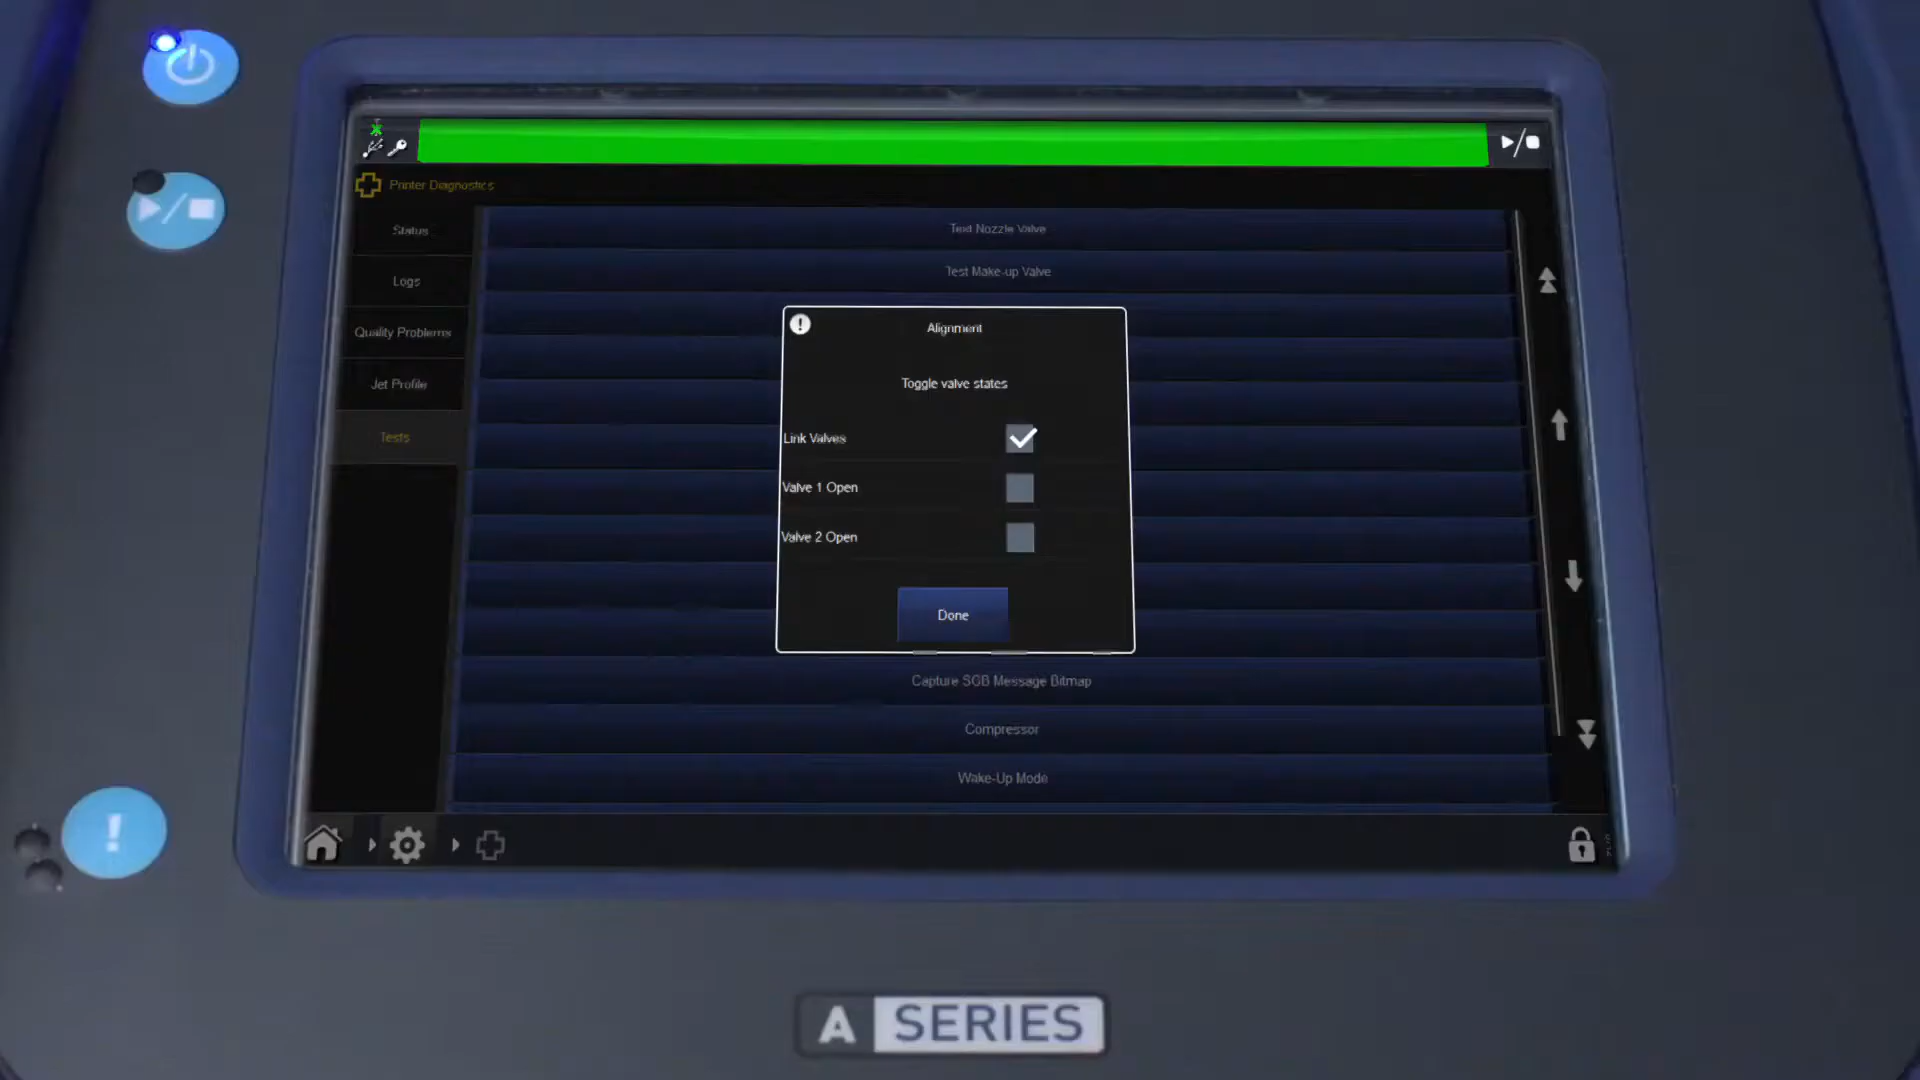 Printer Diagnostics
Status
Logs
Quality Problems
Jet Profile
Tests
Test Nozzle Valve
Test Make-up Valve
Alignment
Toggle valve states
Link Valves
Valve 1 Open
Valve 2 Open
Done
Capture SGB Message Bitmap
Compressor
Wake-Up Mode
A SERIES